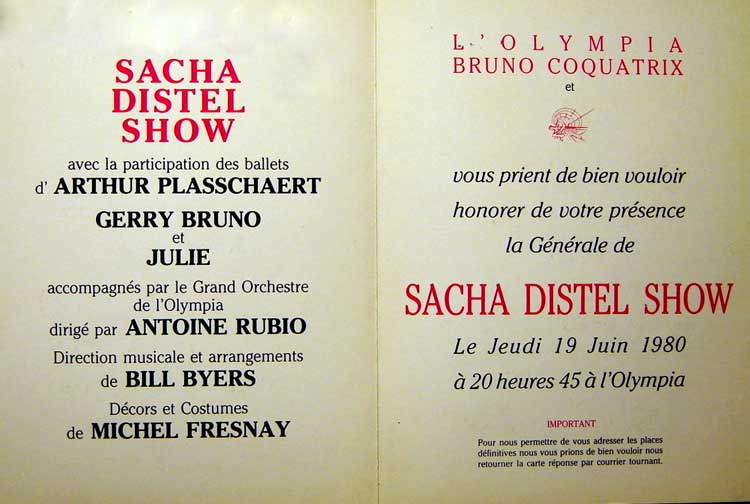 SACHA
DISTEL
SHOW
avec la participation des ballets
d' ARTHUR PLASSCHAERT
GERRY BRUNO
et
JULIE
accompagnés par le Grand Orchestre
de l'Olympia
dirigé par ANTOINE RUBIO
Direction musicale et arrangements
de BILL BYERS
Décors et Costumes
de MICHEL FRESNAY
L'OLYMPIA
BRUNO COQUATRIX
et
vous prient de bien vouloir
honorer de votre présence
la Générale de
SACHA DISTEL SHOW
Le Jeudi 19 Juin 1980
à 20 heures 45 à l'Olympia
IMPORTANT
Pour nous permettre de vous adresser les places
définitives nous vous prions de bien vouloir nous
retourner la carte réponse par courrier tournant.